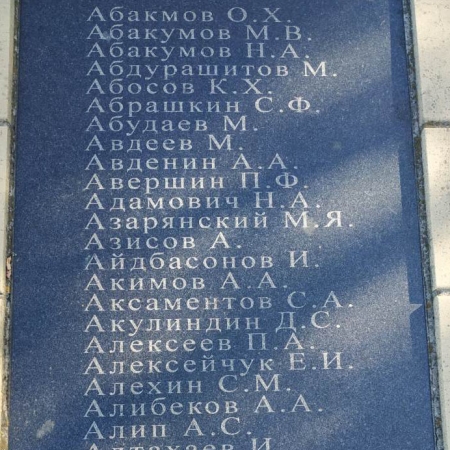 Абакмов О.Х.
Абакумов М.В.
Абакумов Н.А.
Абдурашитов М.
Абосов К.Х.
Абрашкин С.Ф.
Абудаев М.
Авдеев М.
Авденин А.А.
Авершин П.Ф.
Адамович Н.А.
Азарянский М.Я.
Азисов А.
Айдбасонов И.
Акимов А.А.
Аксаментов С.А.
Акулиндин Д.С.
Алексеев П.А.
Алексейчук Е.И.
Алехин С.М.
Алибеков А.А.
Алип А.С.
Алтахаев И.